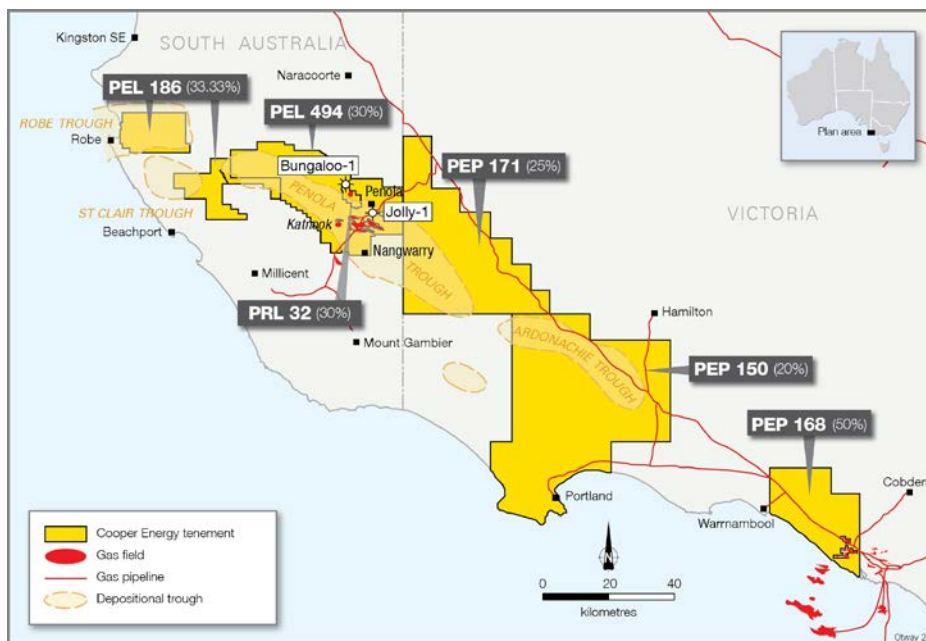 Kingston SE
SOUTH AUSTRALIA
Naracoorte
PEL 186 (33.33%)
PEL 494 (30%)
ROBE TROUGH
Robe
Bungaloo-1
PEP 171 (25%)
Plan area
Penola
PENOLA
Jolly-1
ST CLAIR TROUGH
Katnook
VICTORIA
Beachport
Nangwarry
Millicent
TROUGH
PRL 32 (30%)
Hamilton
Mount Gambier
ARDONACHIE TROUGH
PEP 150 (20%)
PEP 168 (50%)
Cobden
Portland
Warrnambool
Cooper Energy tenement
Gas field
Gas pipeline
Depositional trough
N
0 20 40
kilometres
Otway 2